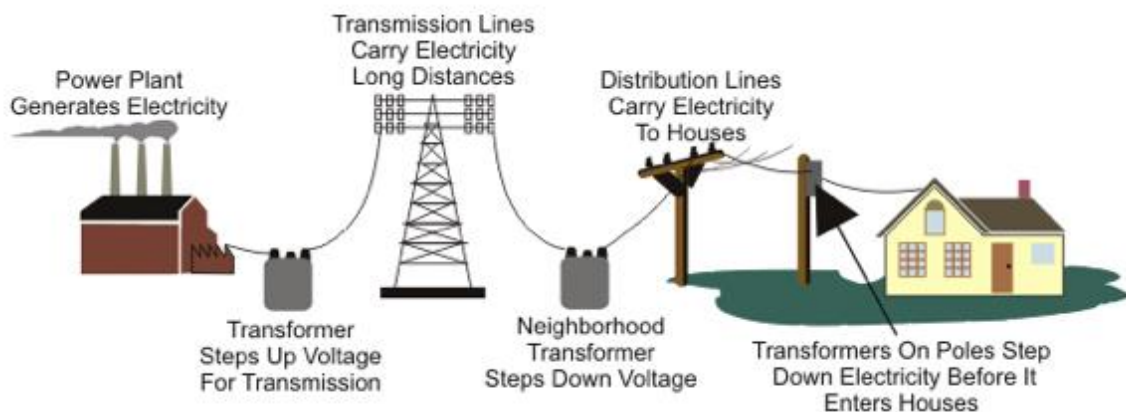 Power Plant
Generates Electricity
Transmission Lines
Carry Electricity
Long Distances
Distribution Lines
Carry Electricity
To Houses
Transformer
Steps Up Voltage
For Transmission
Neighborhood
Transformer
Steps Down Voltage
Transformers On Poles Step
Down Electricity Before It
Enters Houses